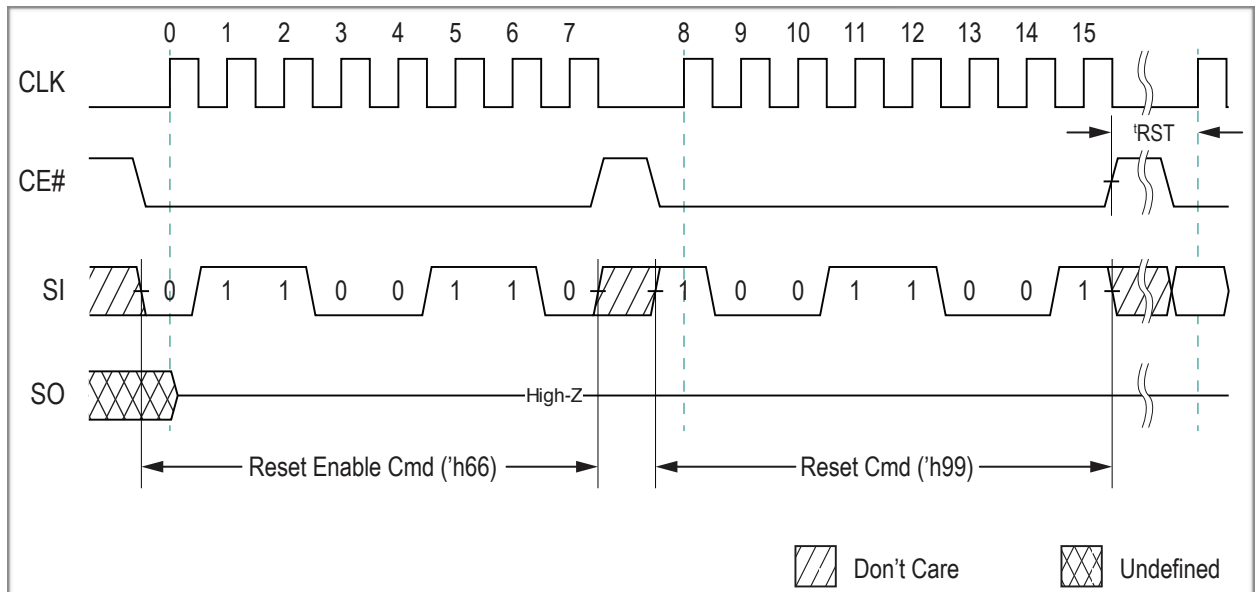 0 1 2 3 4 5 6 7 8 9 10 11 12 13 14 15
CLK
tRST
CE#
SI 0 1 1 0 0 1 1 0 1 0 0 1 1 0 0 1
SO
High-Z
Reset Enable Cmd ('h66) Reset Cmd ('h99)
Don't Care Undefined